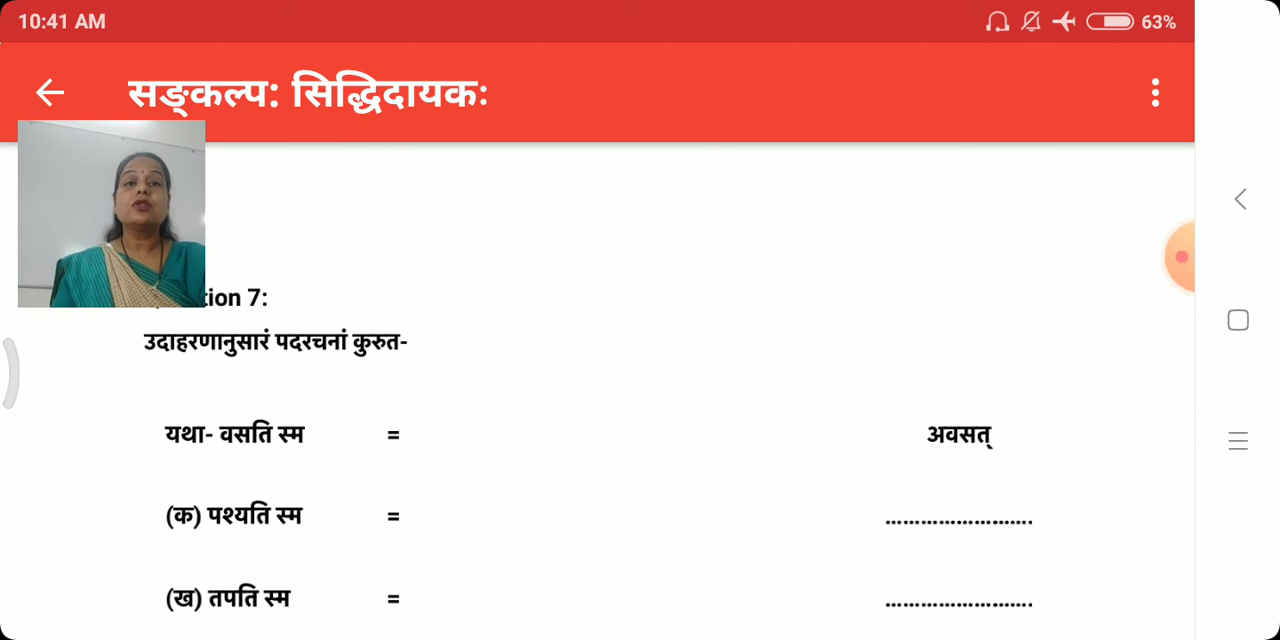 10:41 AM
63%
सङ्कल्प: सिद्धिदायकः
tion 7:
उदाहरणानुसारं पदरचनां कुरुत-
यथा- वसति स्म = अवसत्
(क) पश्यति स्म = .........................
(ख) तपति स्म = .........................